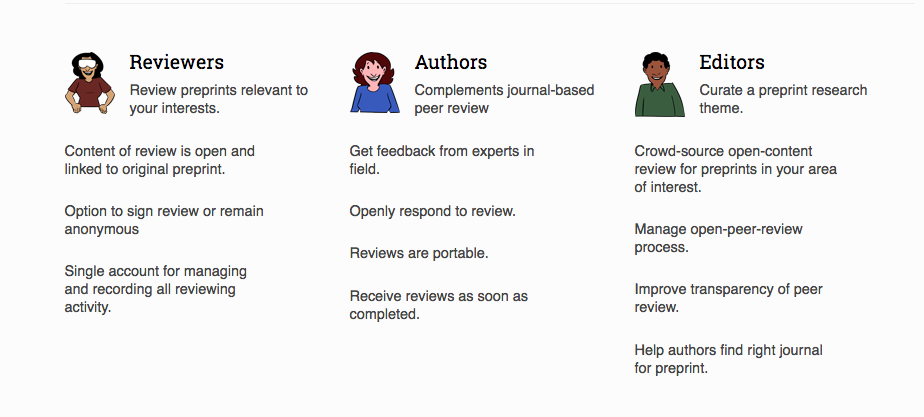 Reviewers
Review preprints relevant to
your interests.
Content of review is open and
linked to original preprint.
Option to sign review or remain
anonymous
Single account for managing
and recording all reviewing
activity.
Authors
Complements journal-based
peer review
Get feedback from experts in
field.
Openly respond to review.
Reviews are portable.
Receive reviews as soon as
completed.
Editors
Curate a preprint research
theme.
Crowd-source open-content
review for preprints in your area
of interest.
Manage open-peer-review
process.
Improve transparency of peer
review.
Help authors find right journal
for preprint.